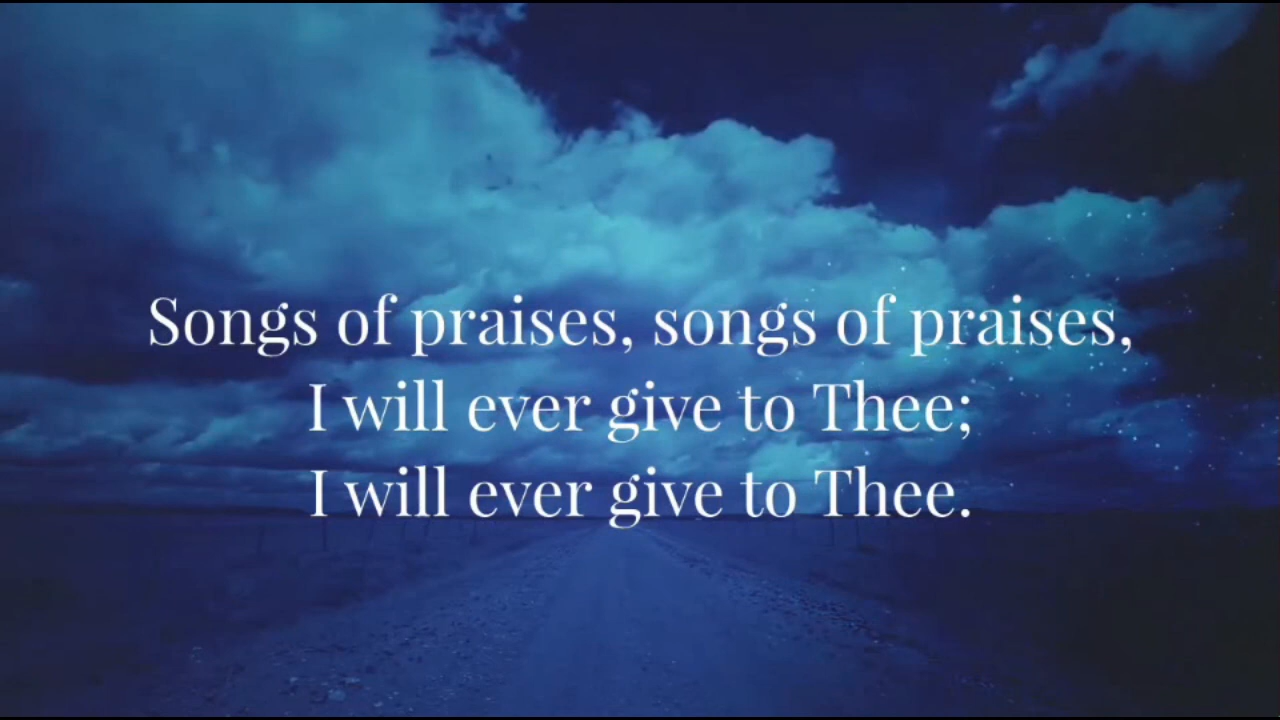 Songs of praises, songs of praises,
I will ever give to Thee;
I will ever give to Thee.